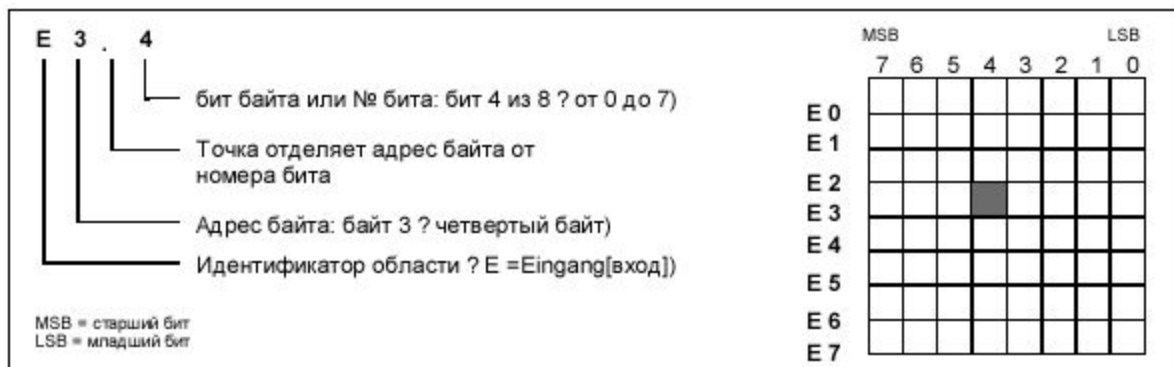 E 3 . 4
бит байта или № бита: бит 4 из 8 ? от 0 до 7)
Точка отделяет адрес байта от
номера бита
Адрес байта: байт 3 ? четвертый байт)
Идентификатор области ? E =Eingang[вход])
MSB = старший бит
LSB = младший бит
MSB LSB
7 6 5 4 3 2 1 0
E 0
E 1
E 2
E 3
E 4
E 5
E 6
E 7